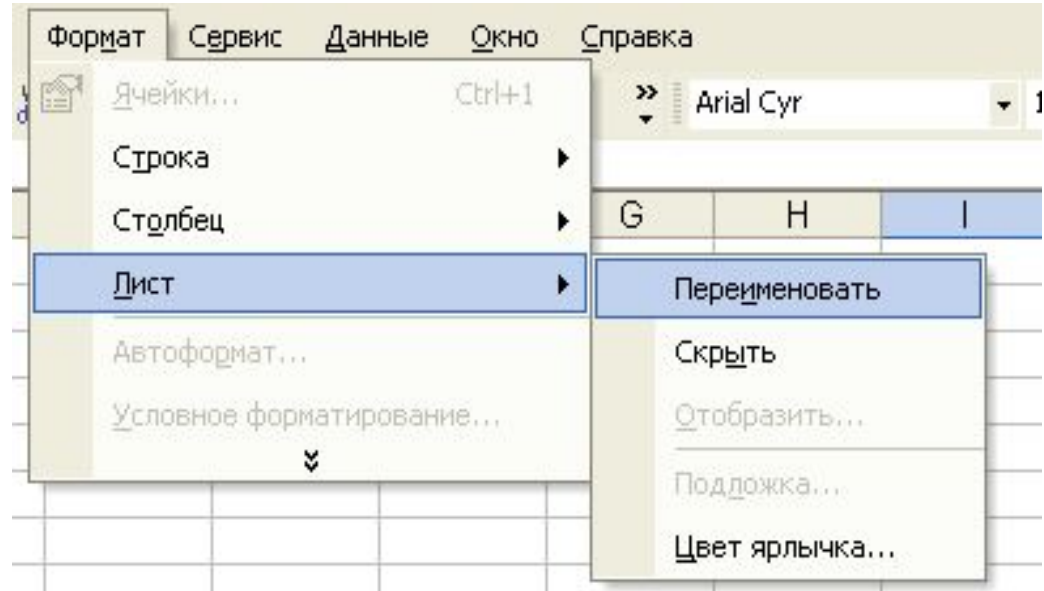 Формат Сервис Данные Окно Справка
Ячейки... Ctrl+1
Arial Cyr
Строка
Столбец
G H I
Лист
Переименовать
Автоформат...
Скрыть
Условное форматирование...
Отобразить...
Подложка...
Цвет ярлычка...